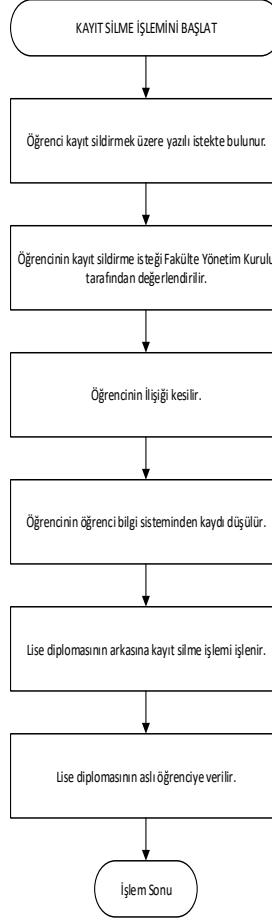 KAYIT SİLME İŞLEMİNİ BAŞLAT
Öğrenci kayıt sildirmek üzere yazılı istekte bulunur.
Öğrencinin kayıt sildirme isteği Fakülte Yönetim Kurulu
tarafından değerlendirilir.
Öğrencinin İlişiği kesilir.
Öğrencinin öğrenci bilgi sisteminden kaydı düşülür.
Lise diplomasının arkasına kayıt silme işlemi işlenir.
Lise diplomasının aslı öğrenciye verilir.
İşlem Sonu